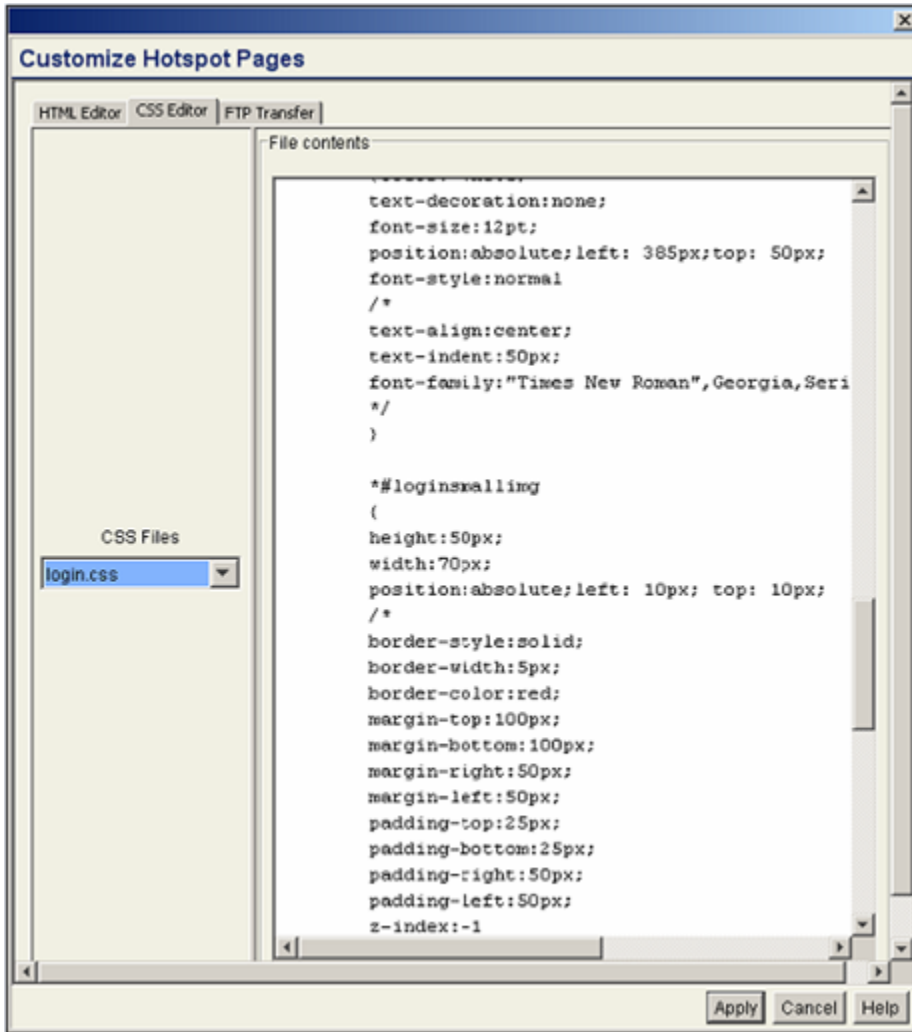 Customize Hotspot Pages
HTML Editor CSS Editor FTP Transfer
File contents
text-decoration:none;
font-size:12pt;
position:absolute;left: 385px;top: 50px;
font-style:normal
/*
text-align:center;
text-indent:50px;
font-family:"Times New Roman",Georgia,Seri
*/
}
*#loginsmallimg
{
height:50px;
width:70px;
position:absolute;left: 10px; top: 10px;
/*
border-style:solid;
border-width:5px;
border-color:red;
margin-top:100px;
margin-bottom:100px;
margin-right:50px;
margin-left:50px;
padding-top:25px;
padding-bottom:25px;
padding-right:50px;
padding-left:50px;
z-index:-1
CSS Files
login.css
Apply Cancel Help